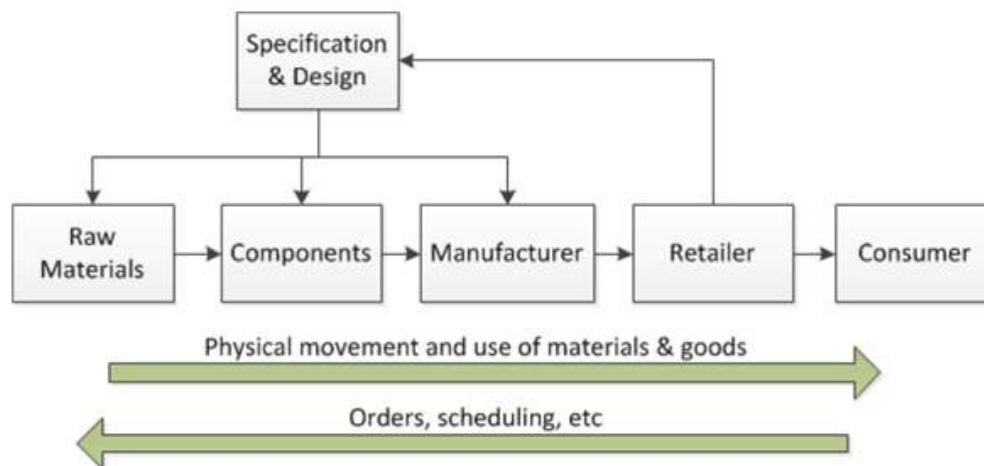 Specification
& Design
Raw
Materials
Components
Manufacturer
Retailer
Consumer
Physical movement and use of materials & goods
Orders, scheduling, etc